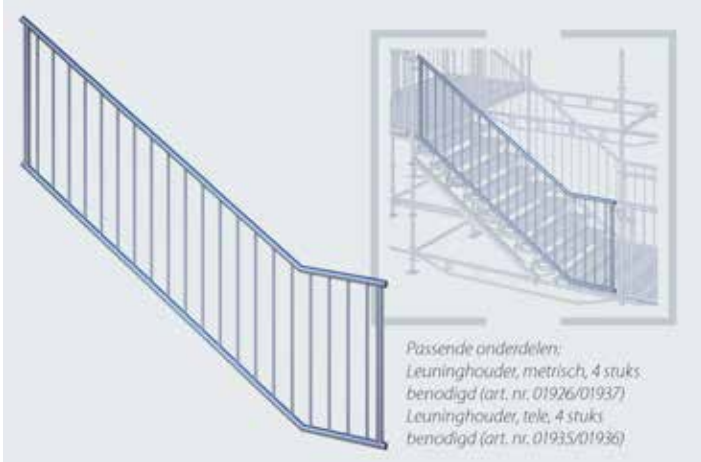 Passende onderdelen:
Leuninghouder, metrisch, 4 stuks
benodigd (art. nr. 01926/01937)
Leuninghouder, tele, 4 stuks
benodigd (art. nr. 01935/01936)